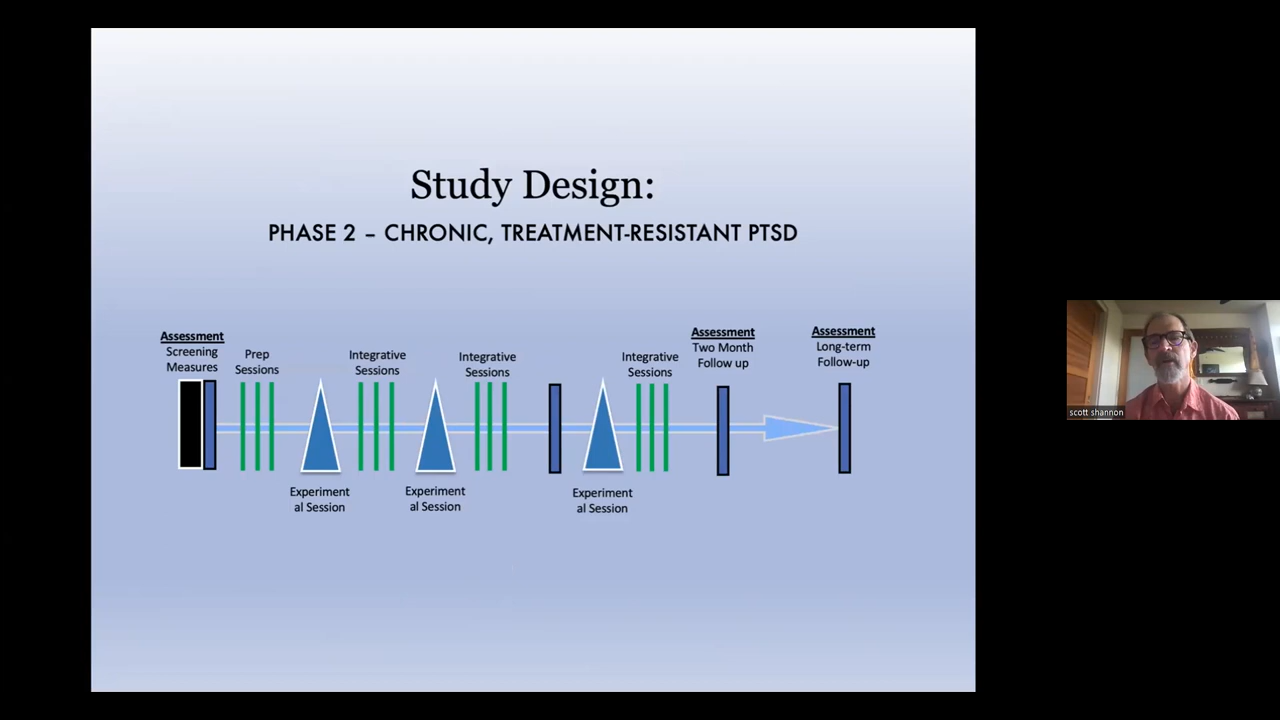 Study Design:
PHASE 2 – CHRONIC, TREATMENT-RESISTANT PTSD
Assessment
Screening
Measures
Prep
Sessions
Integrative
Sessions
Integrative
Sessions
Integrative
Sessions
Assessment
Two Month
Follow up
Assessment
Long-term
Follow-up
Experiment
al Session
Experiment
al Session
Experiment
al Session
scott shannon